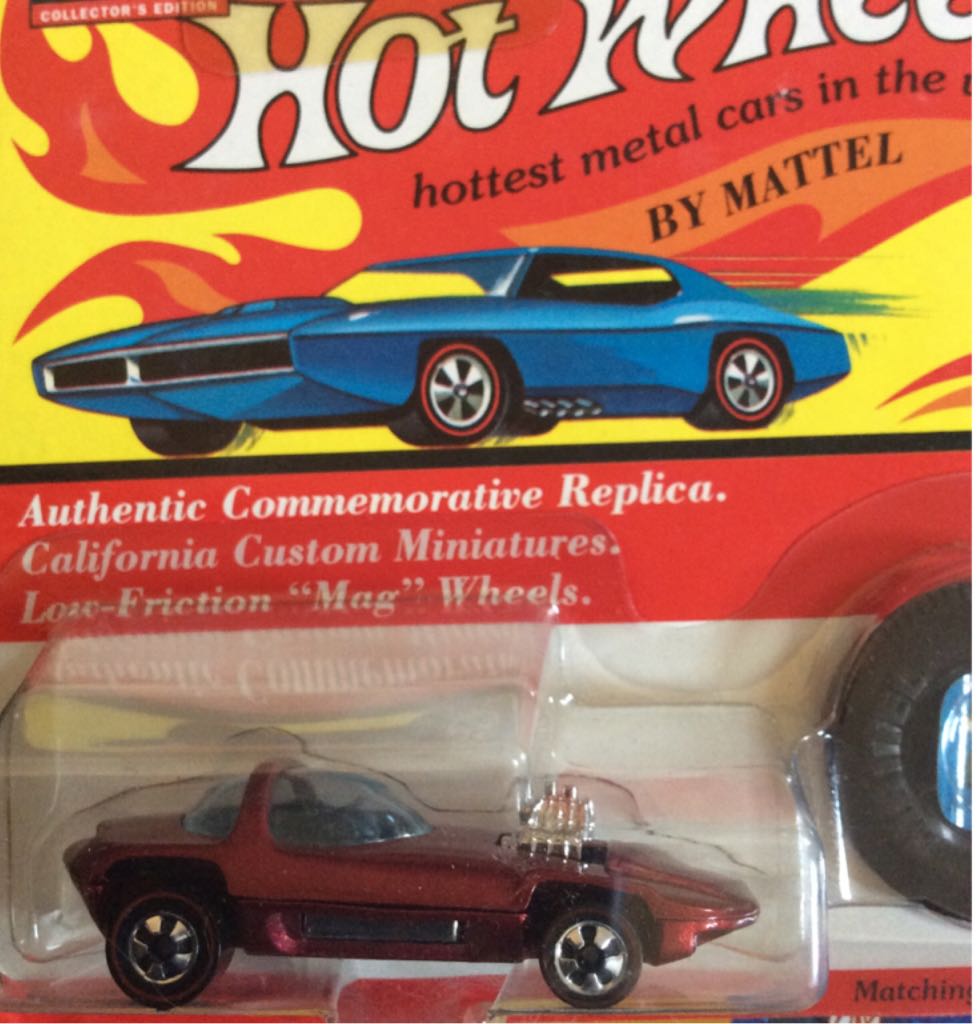 COLLECTOR'S EDITION
Hot Whee
hottest metal cars in the
BY MATTEL
Authentic Commemorative Replica.
California Custom Miniatures.
Low-Friction "Mag" Wheels.
Matching